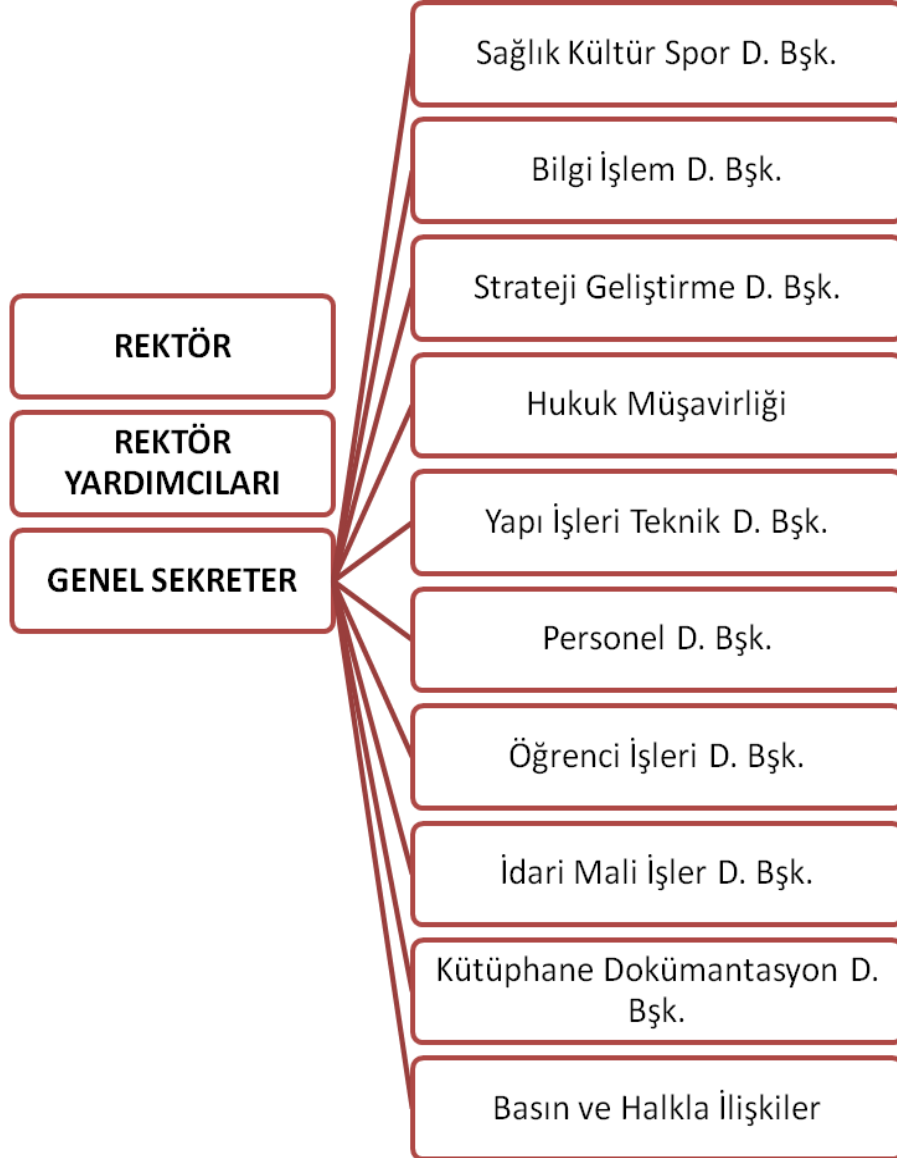 REKTÖR
REKTÖR
YARDIMCILARI
GENEL SEKRETER
Sağlık Kültür Spor D. Bşk.
Bilgi İşlem D. Bşk.
Strateji Geliştirme D. Bşk.
Hukuk Müşavirliği
Yapı İşleri Teknik D. Bşk.
Personel D. Bşk.
Öğrenci İşleri D. Bşk.
İdari Mali İşler D. Bşk.
Kütüphane Dokümantasyon D.
Bşk.
Basın ve Halkla İlişkiler